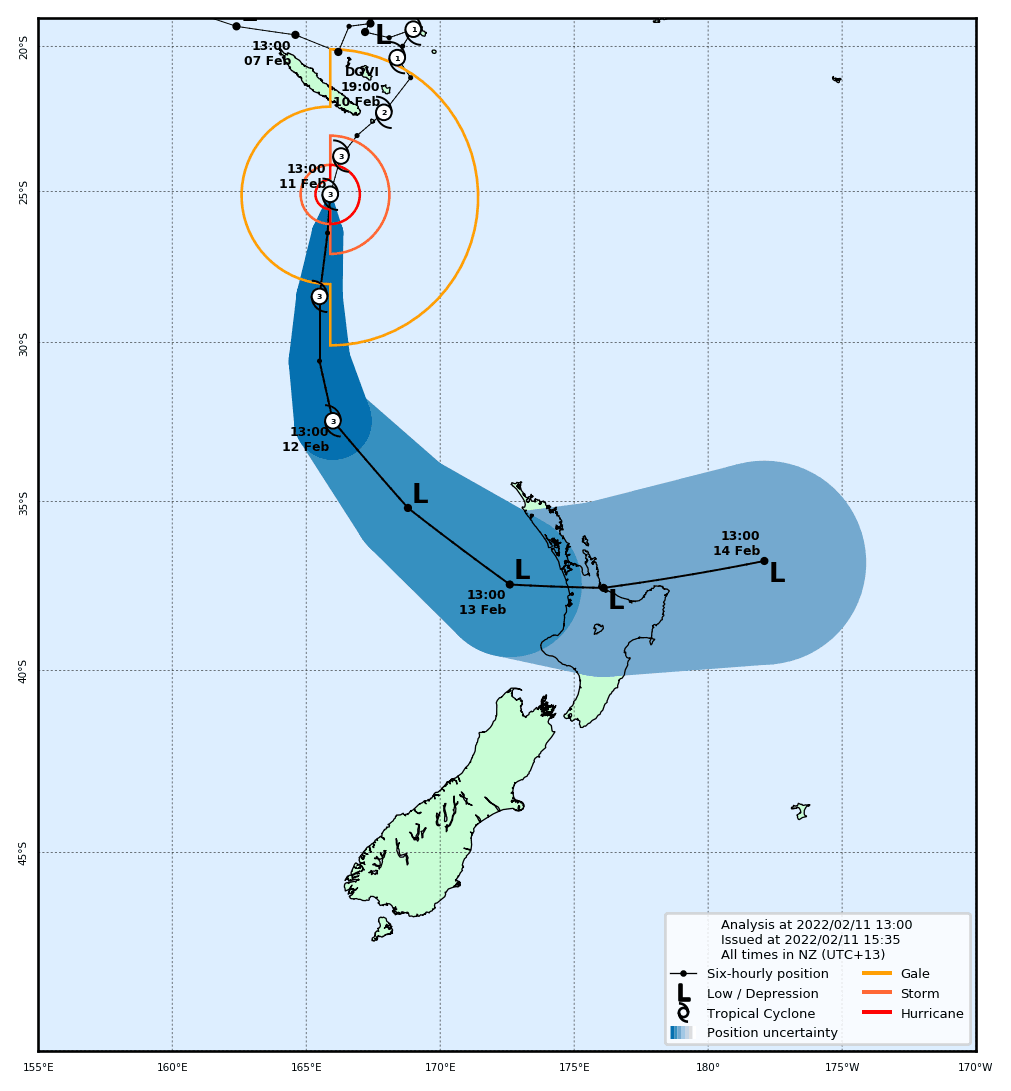 L
1
L
20°S
13:00
07 Feb
1
DOVI
19:00
10 Feb
2
3
13:00
11 Feb
3
25°S
3
30°S
3
13:00
12 Feb
L
35°S
13:00
14 Feb
L
L
13:00
13 Feb
L
40°S
45°S
Analysis at 2022/02/11 13:00
Issued at 2022/02/11 15:35
All times in NZ (UTC+13)
Six-hourly position
Gale
L
Low / Depression
Storm
Tropical Cyclone
Hurricane
Position uncertainty
155°E
160°E
165°E
170°E
175°E
180°
175°W
170°W